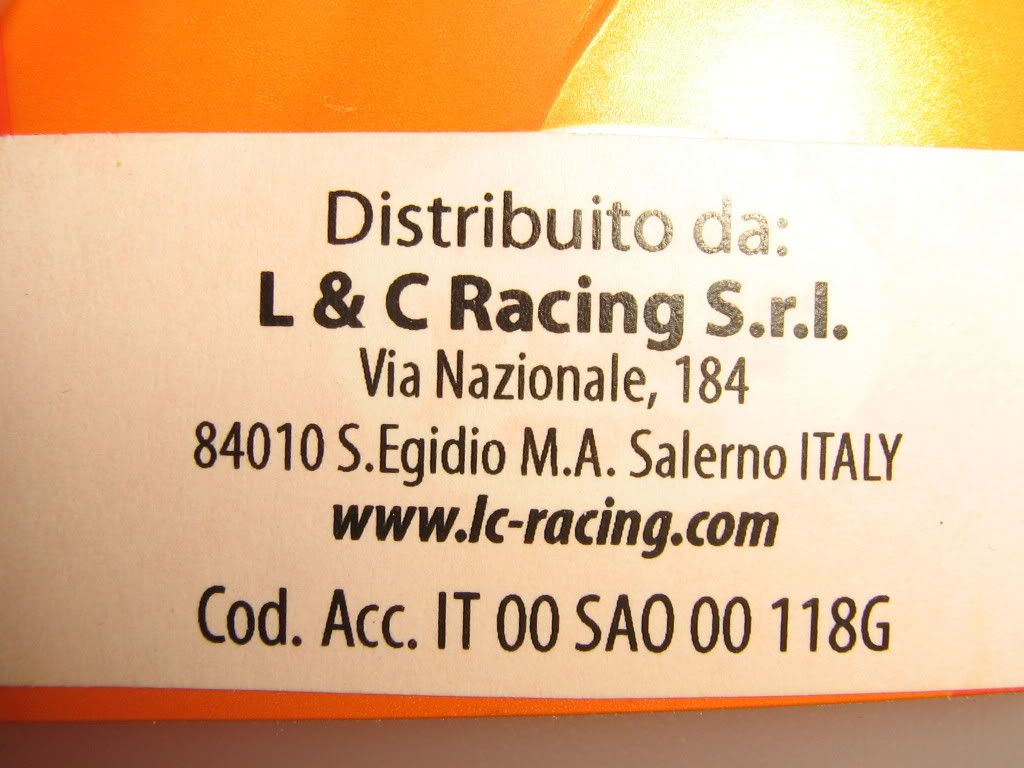 Distribuito da:
L & C Racing S.r.l.
Via Nazionale, 184
84010 S.Egidio M.A. Salerno ITALY
www.lc-racing.com
Cod. Acc. IT 00 SAO 00 118G